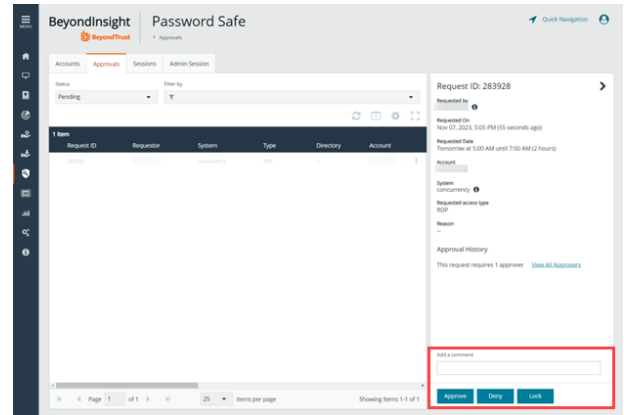 MENU
BeyondInsight
BeyondTrust
Password Safe
Approvals
Quick Navigation
Accounts
Approvals
Sessions
Admin Session
Status
Filter by
Pending
1 item
Request ID Requestor System Type Directory Account
283928 concurrency RDP --
Page 1 of 1 25 items per page Showing items 1-1 of 1
Request ID: 283928
Requested by
Requested On
Nov 07, 2023, 5:05 PM (55 seconds ago)
Requested Date
Tomorrow at 5:00 AM until 7:00 AM (2 hours)
Account
System
concurrency
Requested access type
RDP
Reason
--
Approval History
This request requires 1 approver View All Approvers
Add a comment
Approve Deny Lock